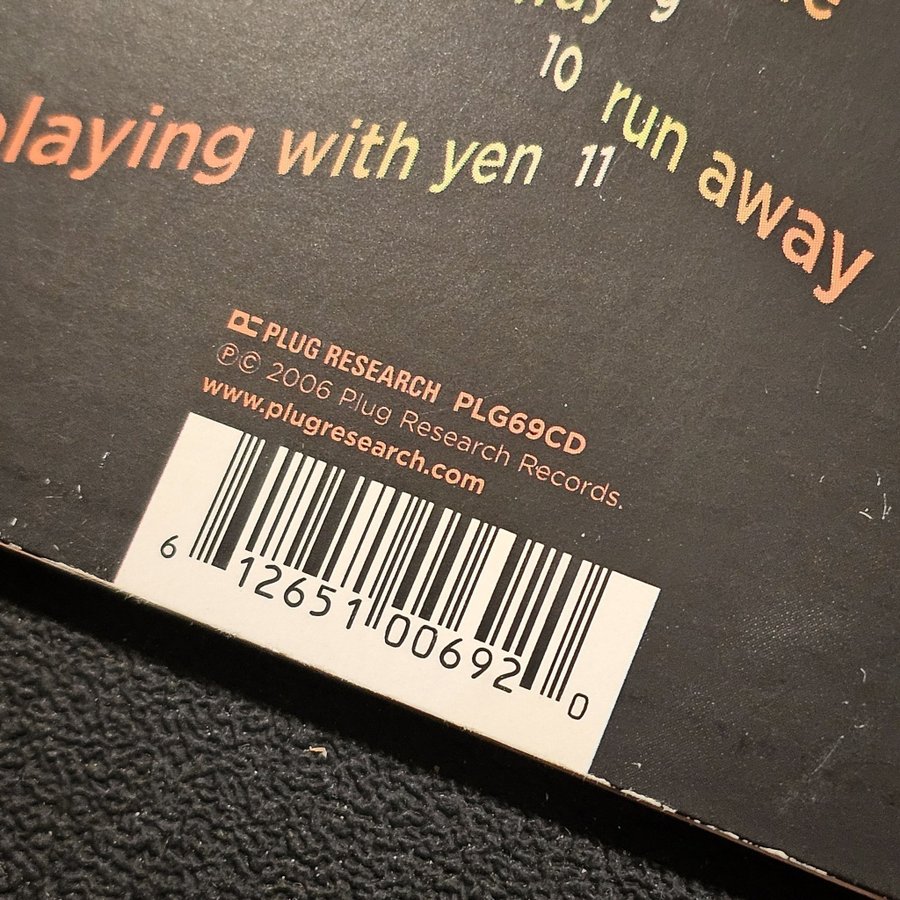 9
10 run away
playing with yen 11
PLUG RESEARCH PLG69CD
℗© 2006 Plug Research Records.
www.plugresearch.com
6 12651 00692 0